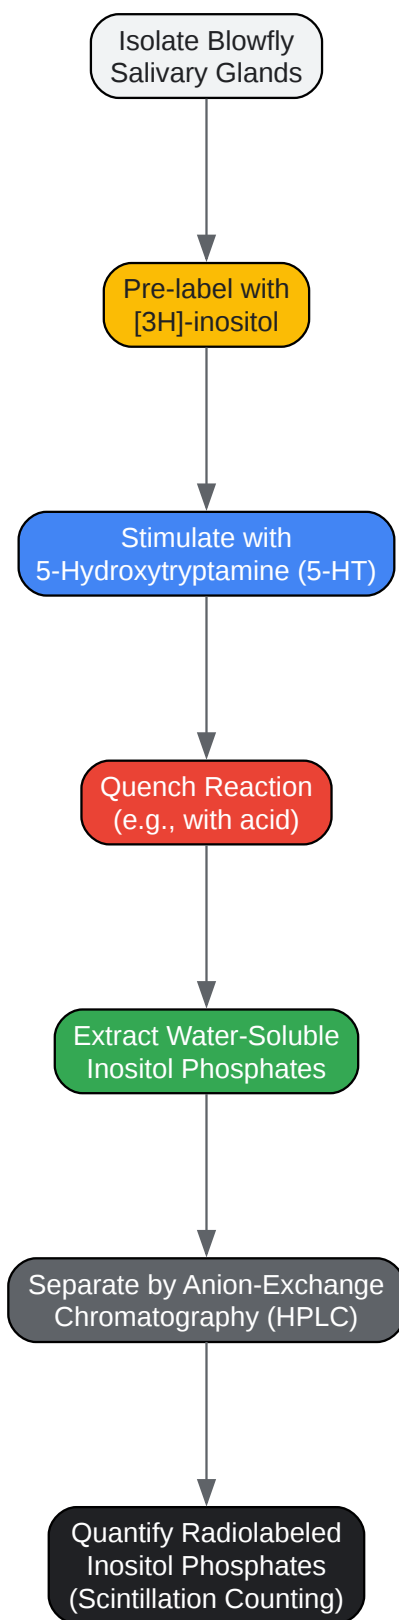 Isolate Blowfly
Salivary Glands
Pre-label with
[3H]-inositol
Stimulate with
5-Hydroxytryptamine (5-HT)
Quench Reaction
(e.g., with acid)
Extract Water-Soluble
Inositol Phosphates
Separate by Anion-Exchange
Chromatography (HPLC)
Quantify Radiolabeled
Inositol Phosphates
(Scintillation Counting)